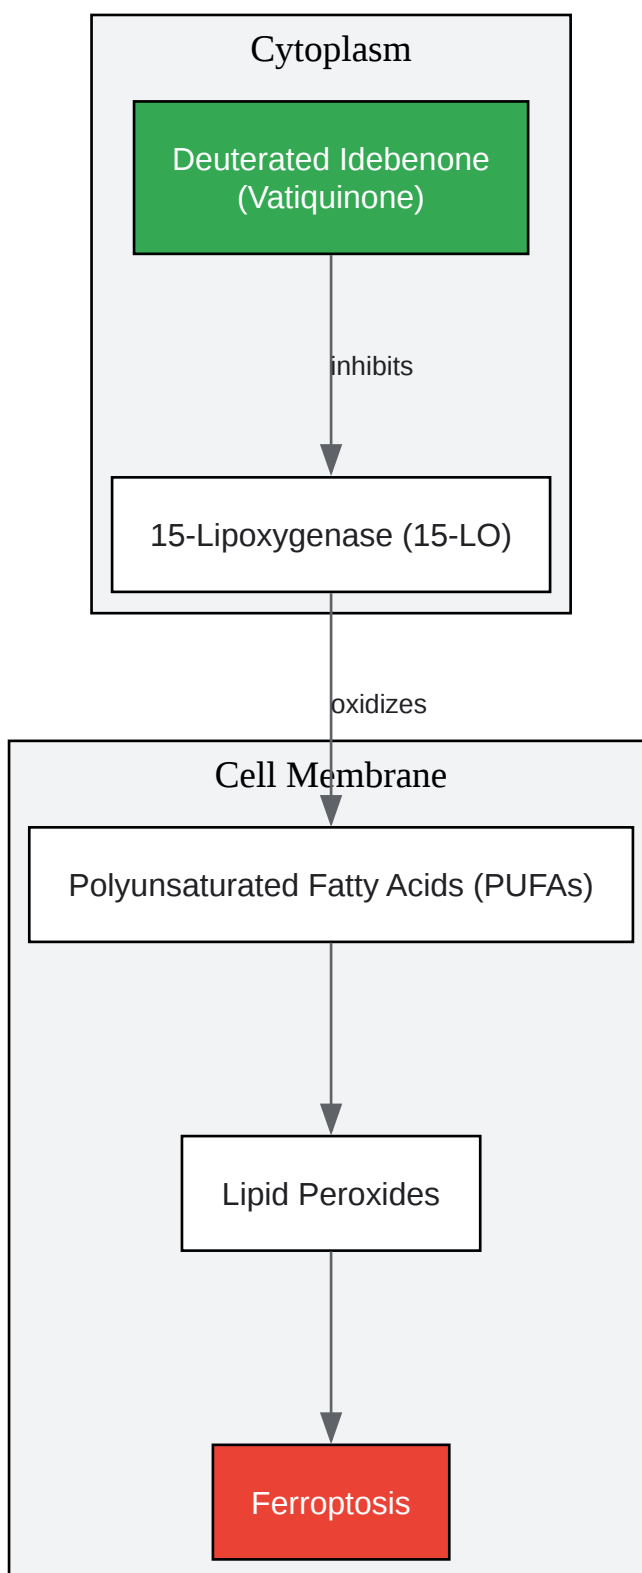 Cytoplasm
Deuterated Idebenone
(Vatiquinone)
inhibits
15-Lipoxygenase (15-LO)
oxidizes
Cell Membrane
Polyunsaturated Fatty Acids (PUFAs)
Lipid Peroxides
Ferroptosis